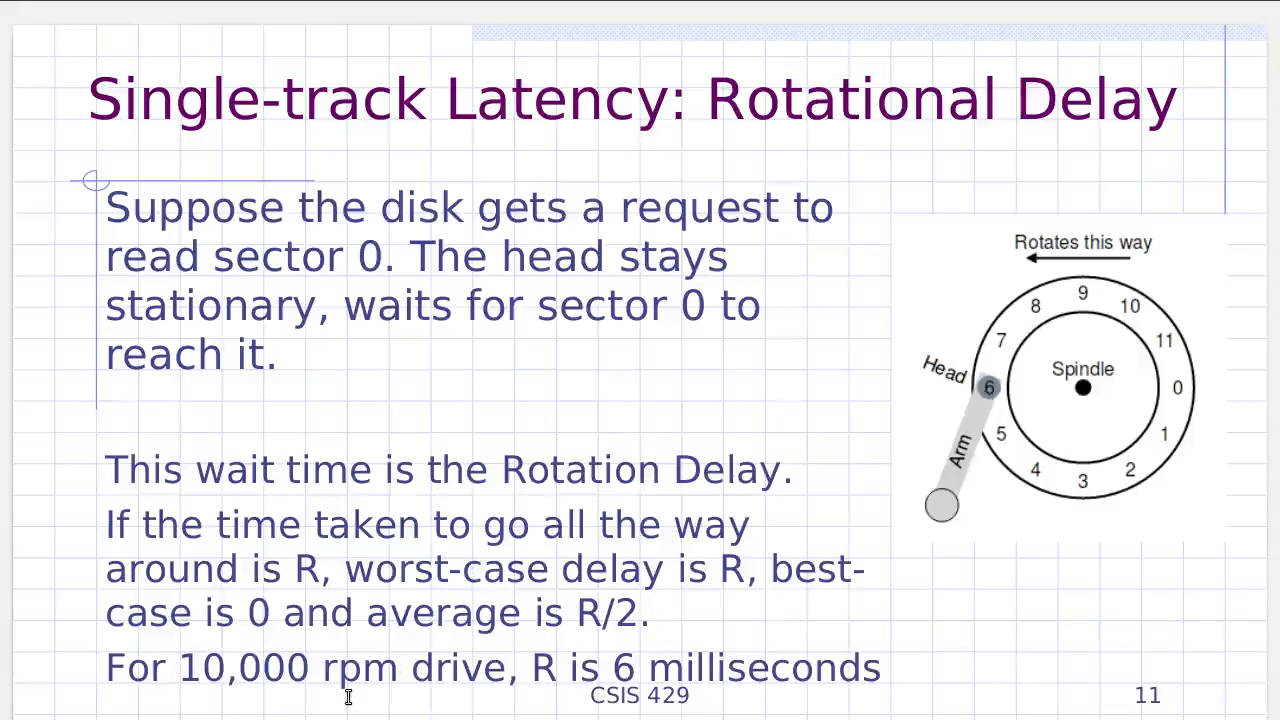 Single-track Latency: Rotational Delay
Suppose the disk gets a request to
read sector 0. The head stays
stationary, waits for sector 0 to
reach it.
This wait time is the Rotation Delay.
If the time taken to go all the way
around is R, worst-case delay is R, best-
case is 0 and average is R/2.
For 10,000 rpm drive, R is 6 milliseconds
Rotates this way
9
8
10
7
11
Head
Spindle
6
0
5
1
Arm
4
2
3
CSIS 429
11